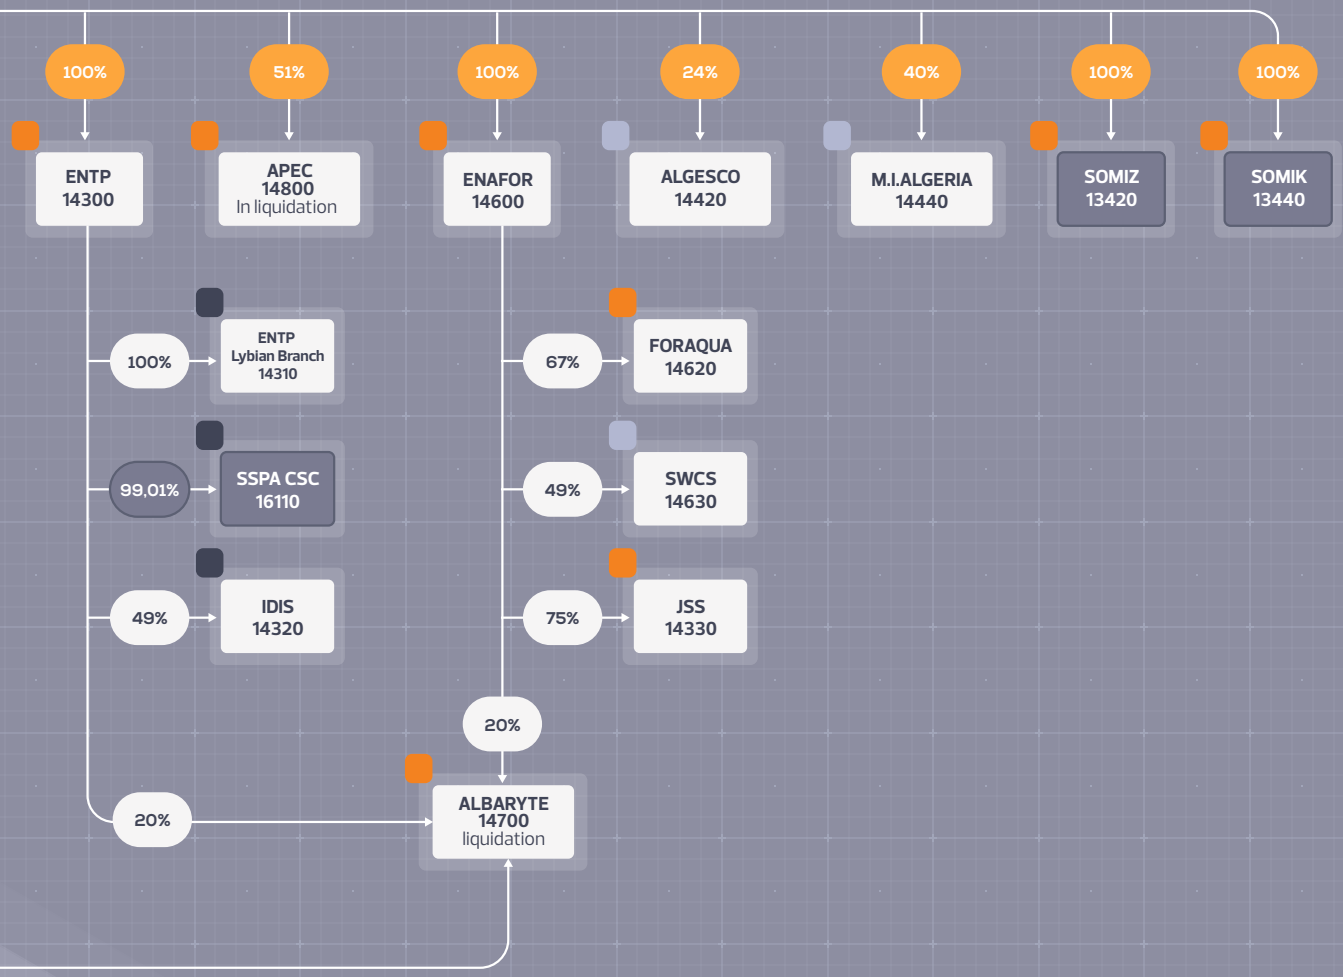 100%
51%
100%
24%
40%
100%
100%
ENTP
14300
APEC
14800
In liquidation
ENAFOR
14600
ALGESCO
14420
M.I.ALGERIA
14440
SOMIZ
13420
SOMIK
13440
100%
ENTP
Lybian Branch
14310
67%
FORAQUA
14620
99,01%
SSPA CSC
16110
49%
SWCS
14630
49%
IDIS
14320
75%
JSS
14330
20%
20%
ALBARYTE
14700
liquidation